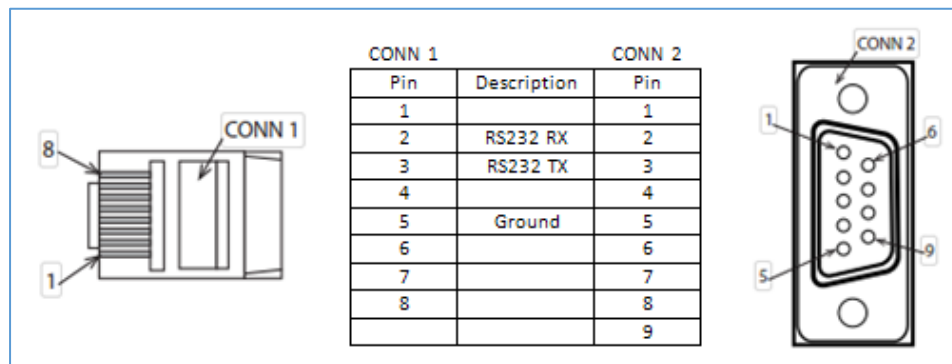 CONN 1 CONN 2
Pin Description Pin
1 1
2 RS232 RX 2
3 RS232 TX 3
4 4
5 Ground 5
6 6
7 7
8 8
9
8
CONN 1
1
CONN 2
1
6
5
9